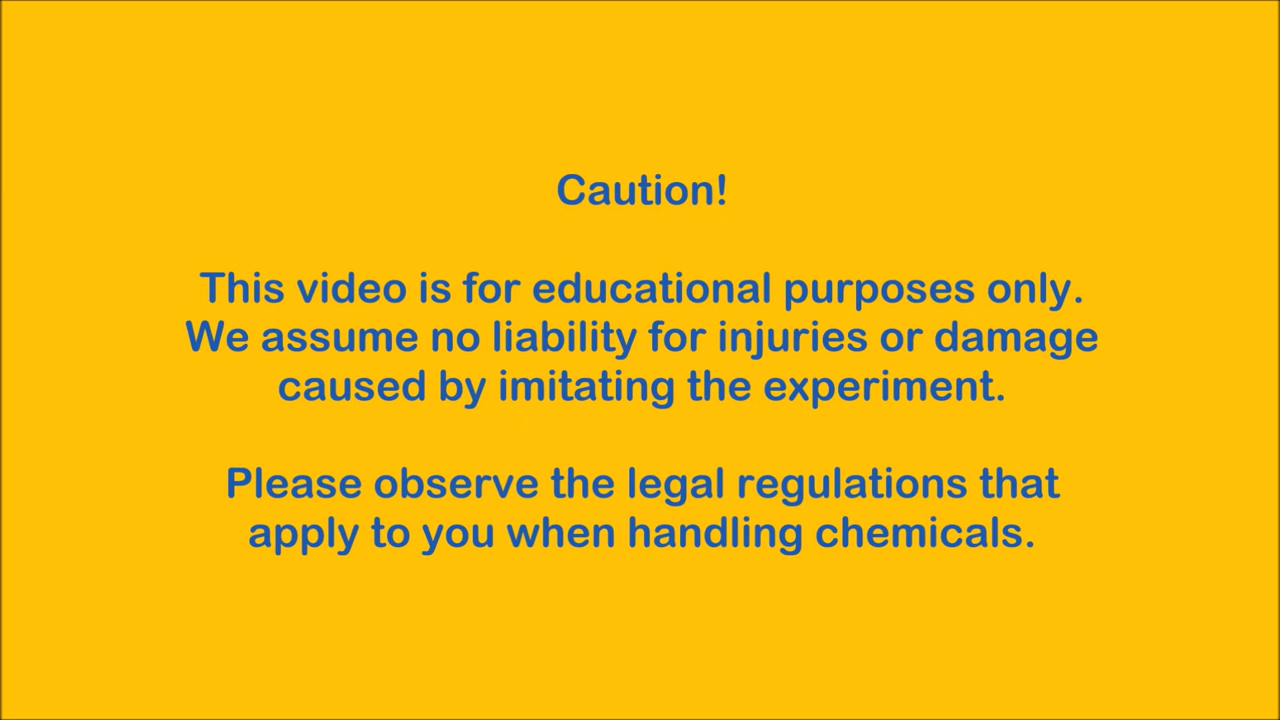 Caution!
This video is for educational purposes only.
We assume no liability for injuries or damage
caused by imitating the experiment.
Please observe the legal regulations that
apply to you when handling chemicals.